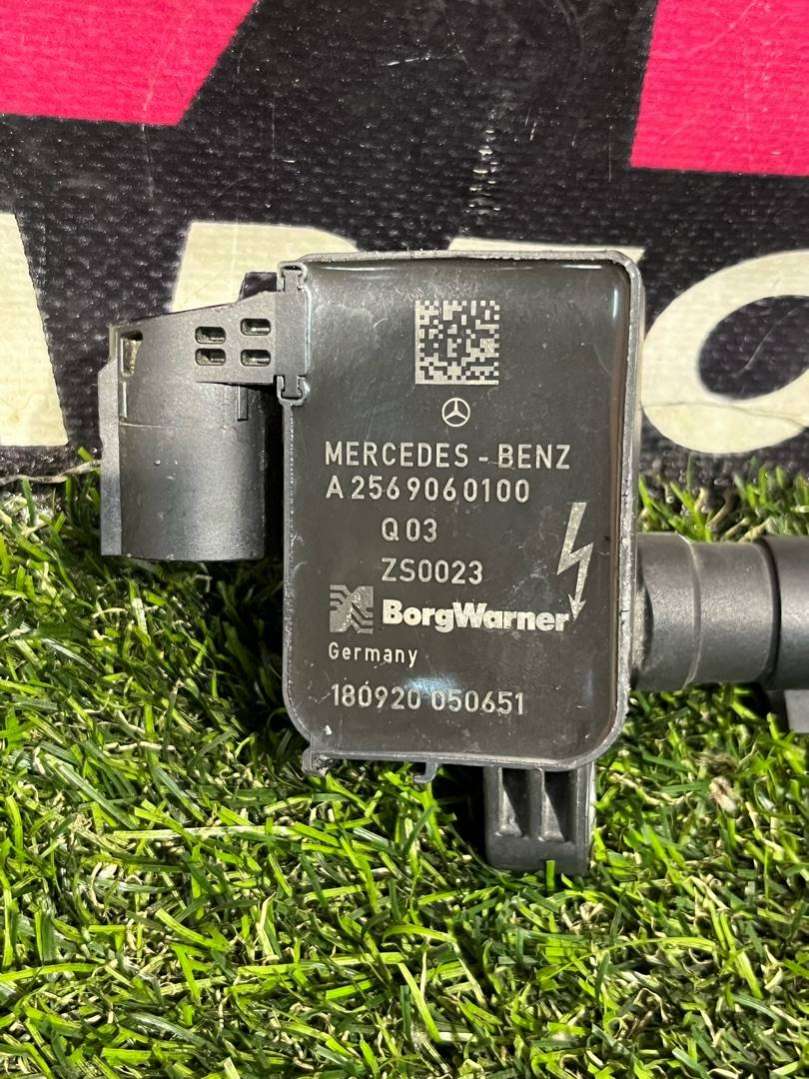 MERCEDES - BENZ
A 256 906 01 00
Q 03
ZS0023
BorgWarner
Germany
180920 050651